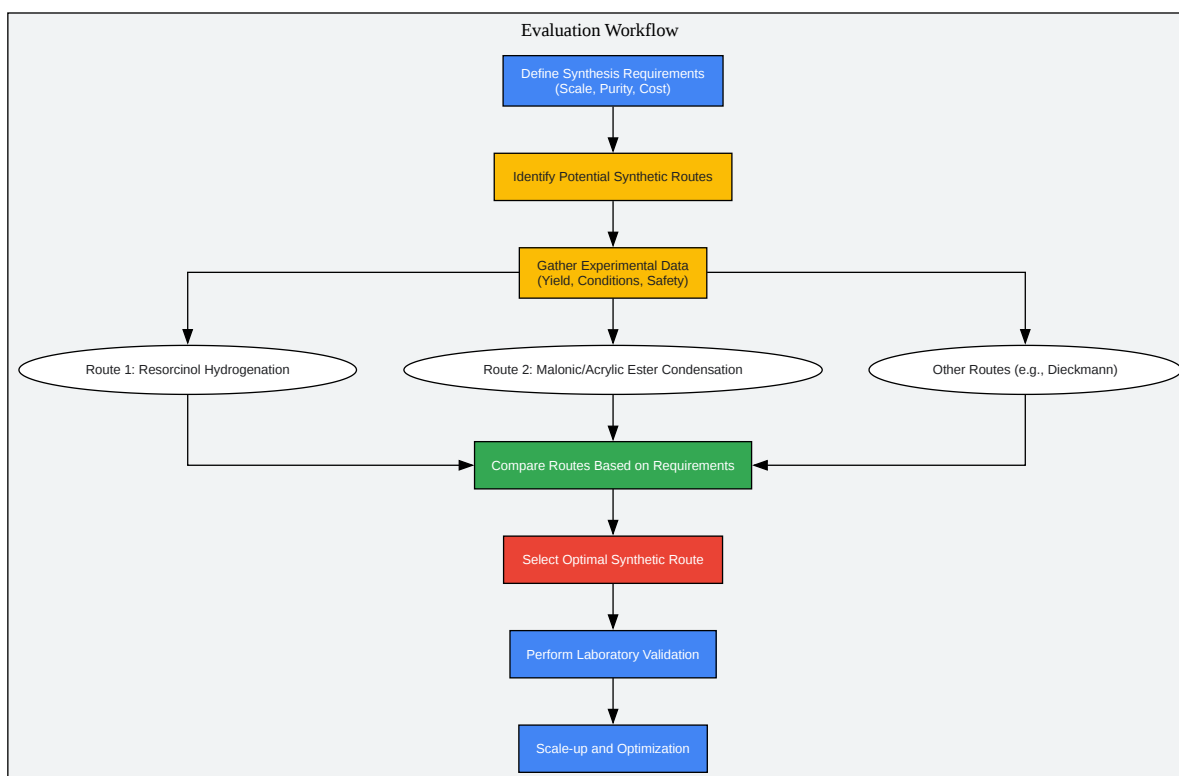 Evaluation Workflow
Define Synthesis Requirements
(Scale, Purity, Cost)
Identify Potential Synthetic Routes
Gather Experimental Data
(Yield, Conditions, Safety)
Route 1: Resorcinol Hydrogenation
Route 2: Malonic/Acrylic Ester Condensation
Other Routes (e.g., Dieckmann)
Compare Routes Based on Requirements
Select Optimal Synthetic Route
Perform Laboratory Validation
Scale-up and Optimization